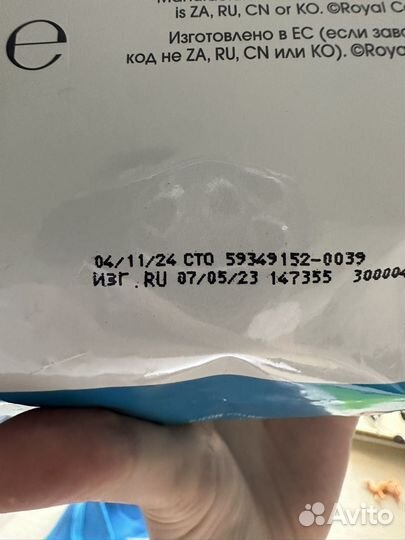 is ZA, RU, CN or KO. ©Royal C
e
Изготовлено в ЕС (если зав
код не ZA, RU, CN или KO). ©Roya
04/11/24 СТО 59349152-0039
ИЗГ.RU 07/05/23 147355 300004
Avito